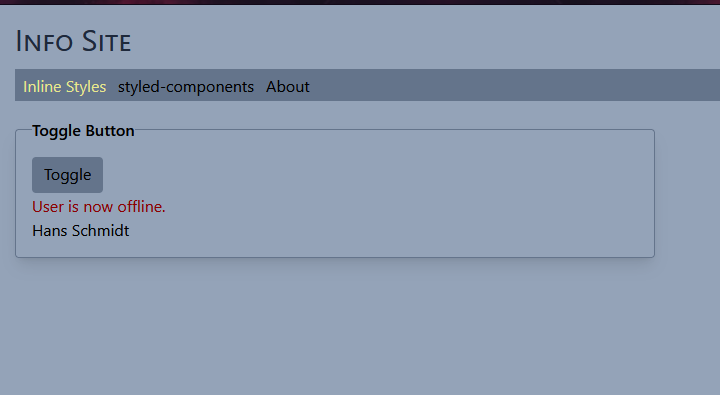 Info Site
Inline Styles styled-components About
Toggle Button
Toggle
User is now offline.
Hans Schmidt